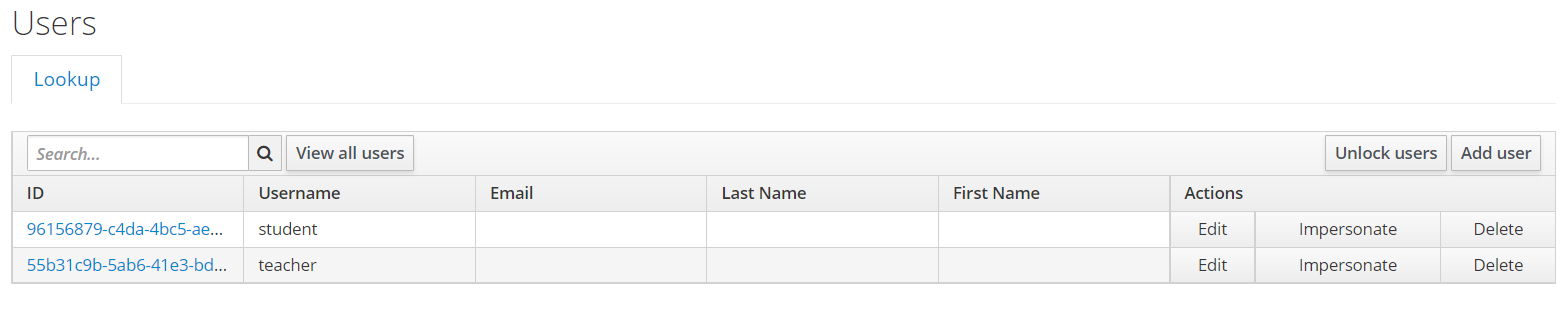 Users
Lookup
Search... View all users Unlock users Add user
ID Username Email Last Name First Name Actions
96156879-c4da-4bc5-ae... student Edit Impersonate Delete
55b31c9b-5ab6-41e3-bd... teacher Edit Impersonate Delete